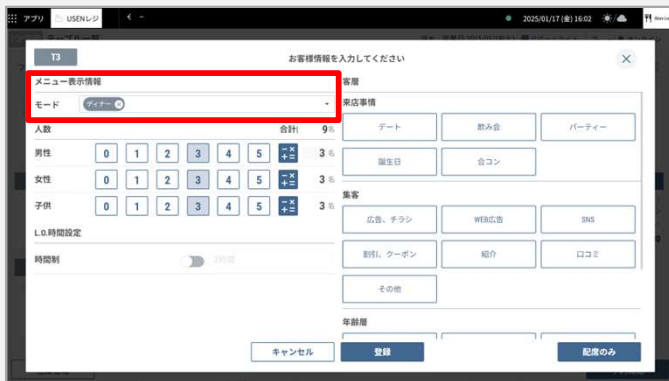 アプリ USENレジ 2025/01/17(金)16:02
T3 お客様情報を入力してください
メニュー表示情報
モード ディナー
人数 合計 9名
男性 0 1 2 3 4 5 3名
女性 0 1 2 3 4 5 3名
子供 0 1 2 3 4 5 3名
L.O.時間設定
時間制 2時間
客層
来店事情
デート 飲み会 パーティー
誕生日 合コン
集客
広告、チラシ WEB広告 SNS
割引、クーポン 紹介 口コミ
その他
年齢層
キャンセル 登録 配席のみ